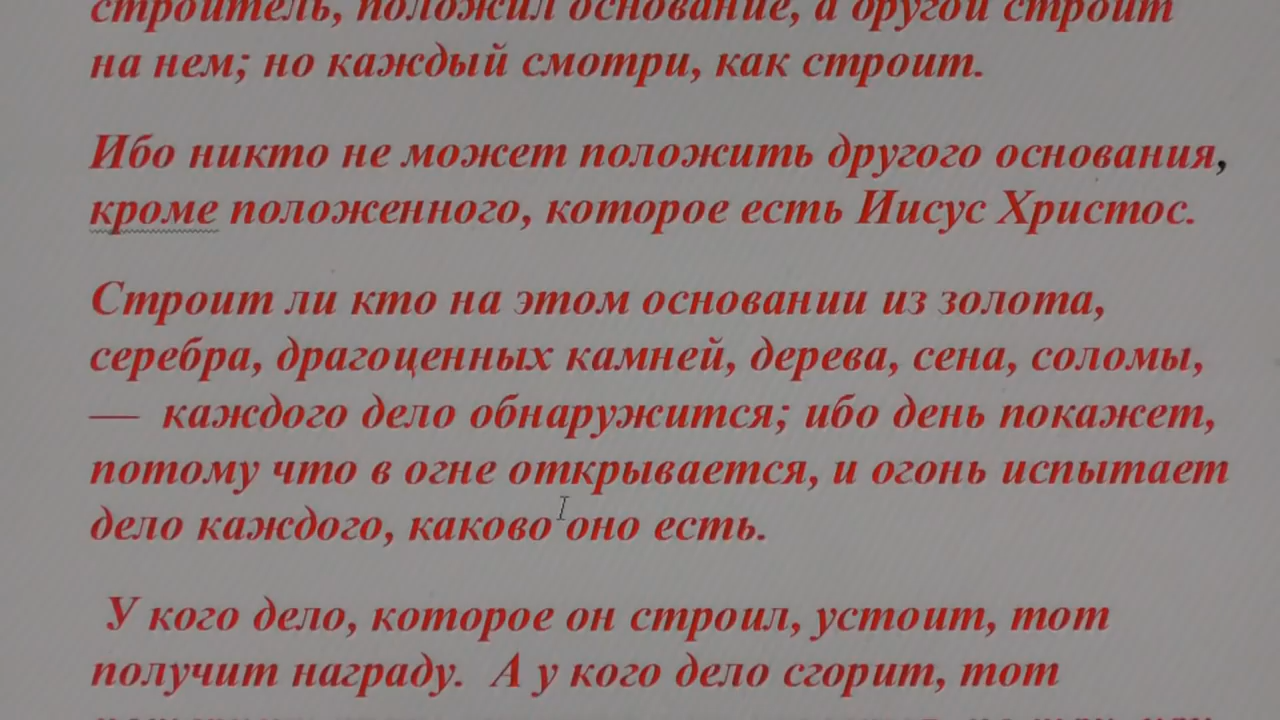 строитель, положил основание, а другой строит
на нем; но каждый смотри, как строит.
Ибо никто не может положить другого основания,
кроме положенного, которое есть Иисус Христос.
Строит ли кто на этом основании из золота,
серебра, драгоценных камней, дерева, сена, соломы,
— каждого дело обнаружится; ибо день покажет,
потому что в огне открывается, и огонь испытает
дело каждого, каково оно есть.
У кого дело, которое он строил, устоит, тот
получит награду. А у кого дело сгорит, тот